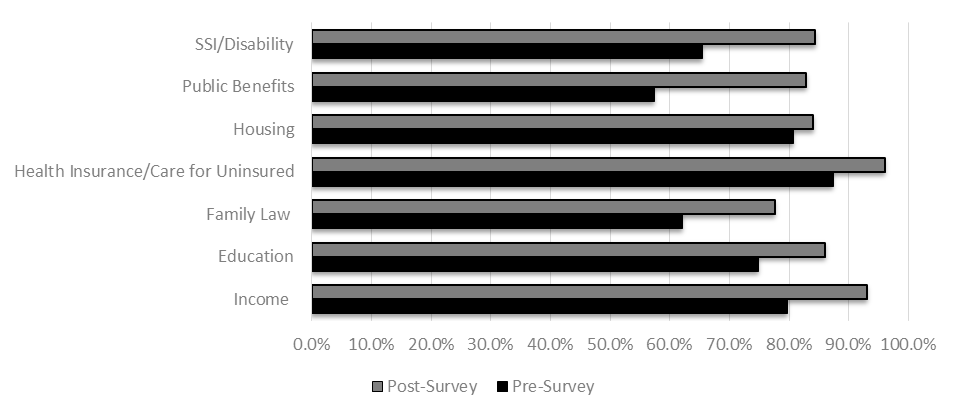 SSI/Disability
Public Benefits
Housing
Health Insurance/Care for Uninsured
Family Law
Education
Income
0.0% 10.0% 20.0% 30.0% 40.0% 50.0% 60.0% 70.0% 80.0% 90.0% 100.0%
Post-Survey Pre-Survey